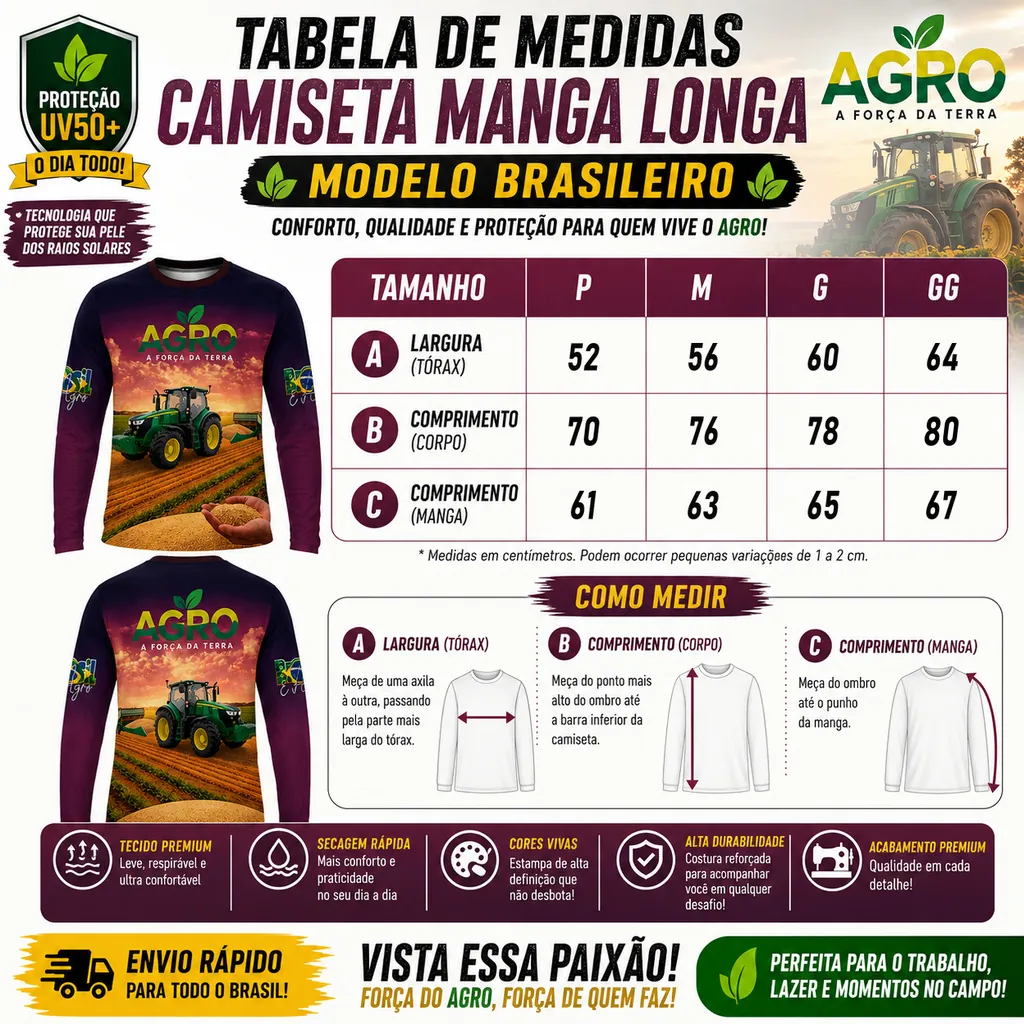 TABELA DE MEDIDAS
CAMISETA MANGA LONGA
MODELO BRASILEIRO
CONFORTO, QUALIDADE E PROTEÇÃO PARA QUEM VIVE O AGRO!
PROTEÇÃO
UV50+
O DIA TODO!
• TECNOLOGIA QUE
PROTEGE SUA PELE
DOS RAIOS SOLARES
AGRO
A FORÇA DA TERRA
AGRO
A FORÇA DA TERRA
TAMANHO P M G GG
A LARGURA 52 56 60 64
(TÓRAX)
B COMPRIMENTO 70 76 78 80
(CORPO)
C COMPRIMENTO 61 63 65 67
(MANGA)
* Medidas em centímetros. Podem ocorrer pequenas variações de 1 a 2 cm.
AGRO
A FORÇA DA TERRA
COMO MEDIR
A LARGURA (TÓRAX)
Meça de uma axila
à outra, passando
pela parte mais
larga do tórax.
B COMPRIMENTO (CORPO)
Meça do ponto mais
alto do ombro até
a barra inferior da
camiseta.
C COMPRIMENTO (MANGA)
Meça do ombro
até o punho
da manga.
TECIDO PREMIUM
Leve, respirável e
ultra confortável
SECAGEM RÁPIDA
Mais conforto e
praticidade
no seu dia a dia
CORES VIVAS
Estampa de alta
definição que
não desbota!
ALTA DURABILIDADE
Costura reforçada
para acompanhar
você em qualquer
desafio!
ACABAMENTO PREMIUM
Qualidade em cada
detalhe!
ENVIO RÁPIDO
PARA TODO O BRASIL!
VISTA ESSA PAIXÃO!
FORÇA DO AGRO, FORÇA DE QUEM FAZ!
PERFEITA PARA O TRABALHO,
LAZER E MOMENTOS NO CAMPO!